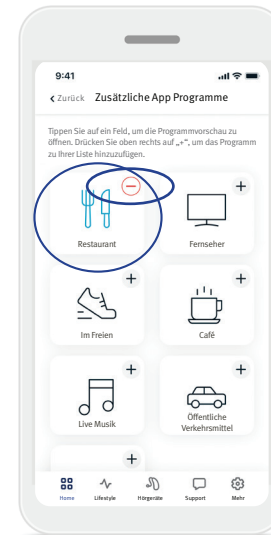 9:41
Zurück Zusätzliche App Programme
Tippen Sie auf ein Feld, um die Programmvorschau zu
öffnen. Drücken Sie oben rechts auf „+“, um das Programm
zu Ihrer Liste hinzuzufügen.
Restaurant
+
Fernseher
+
Im Freien
+
Café
+
Live Musik
+
Öffentliche
Verkehrsmittel
+
Home Lifestyle Hörgeräte Support Mehr